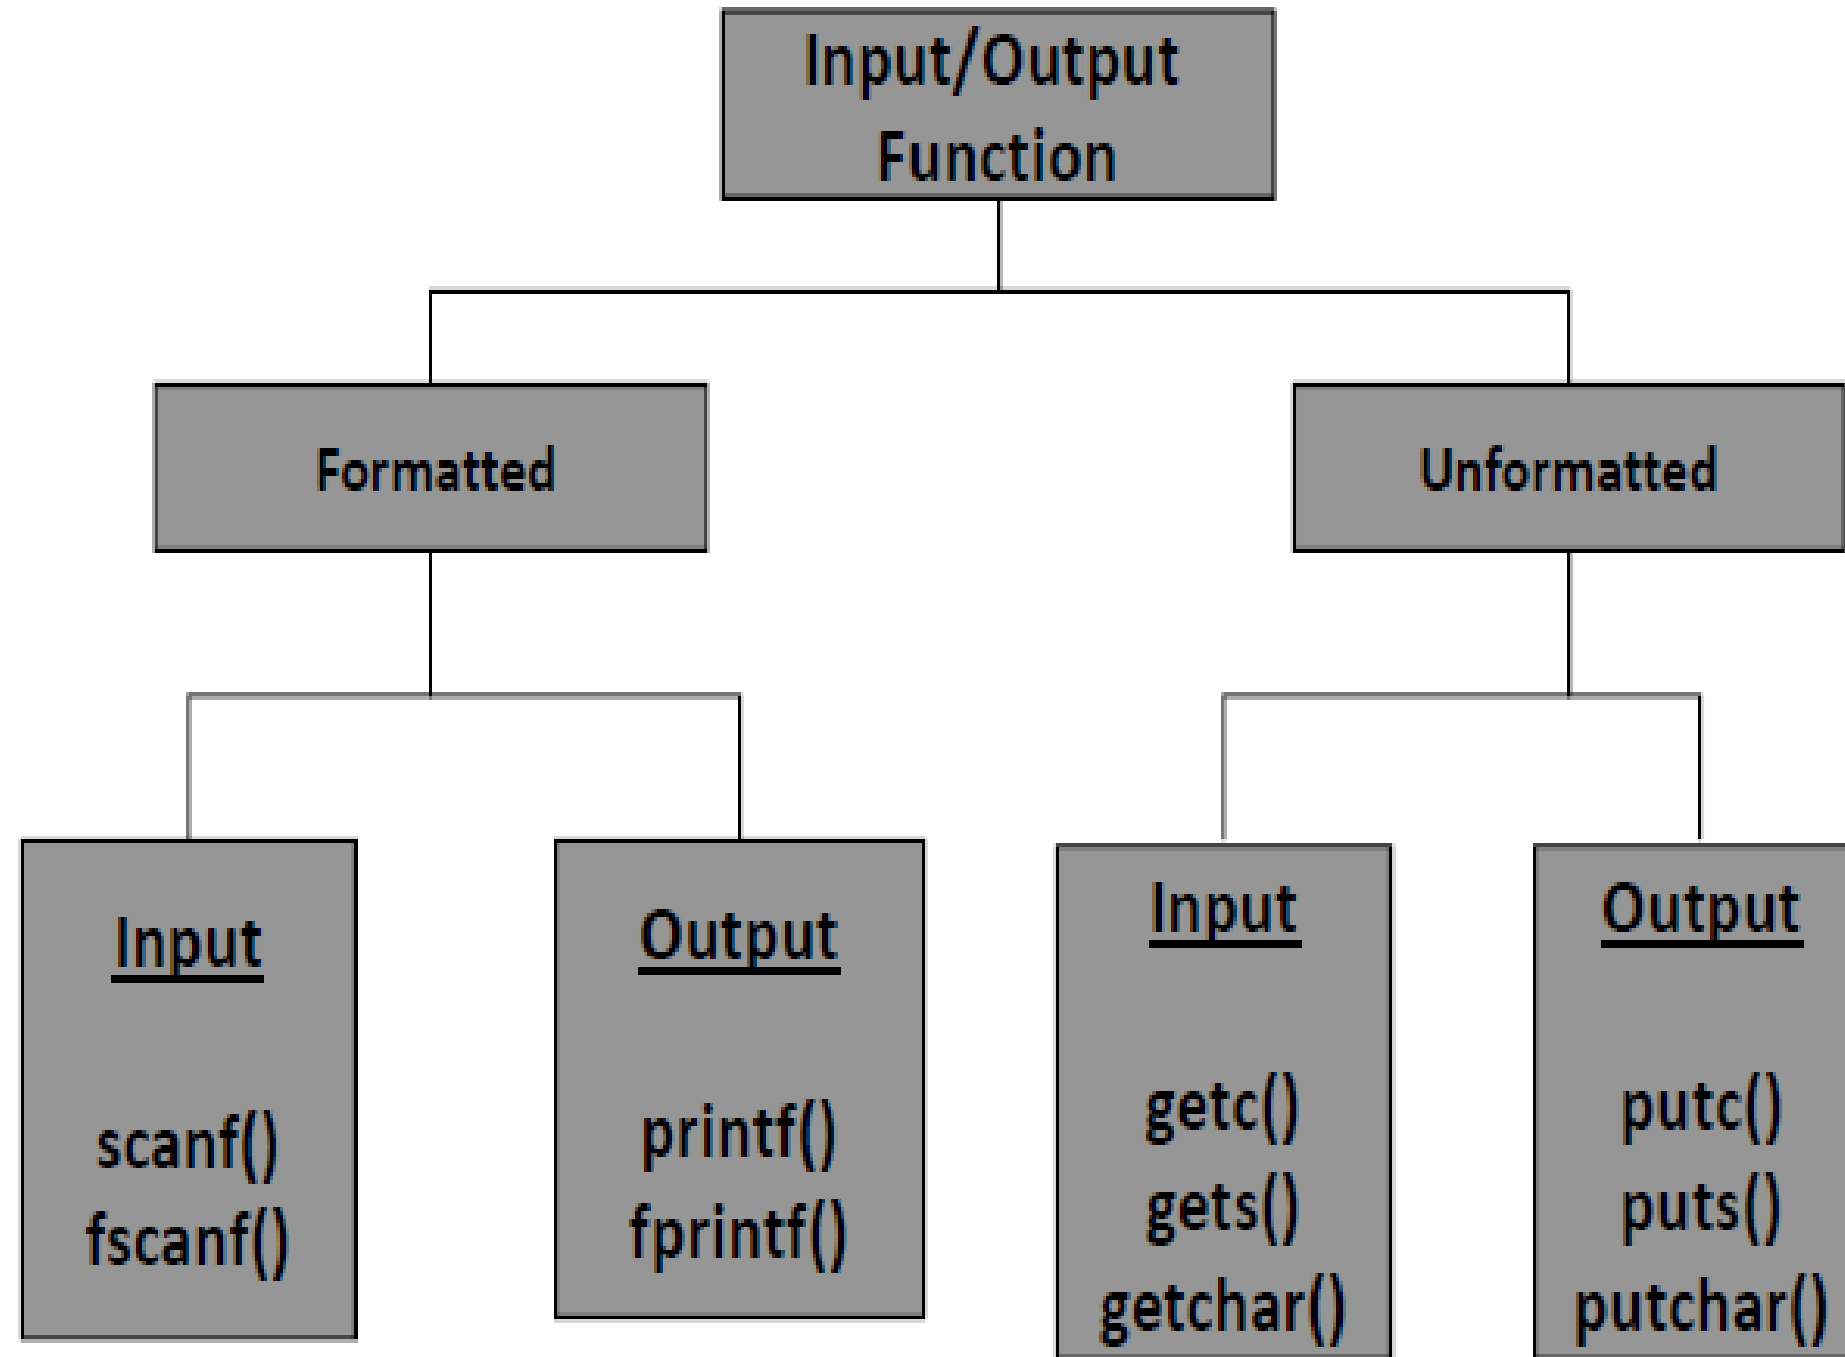 Input/Output
Function
Formatted
Unformatted
Input
scanf()
fscanf()
Output
printf()
fprintf()
Input
getc()
gets()
getchar()
Output
putc()
puts()
putchar()